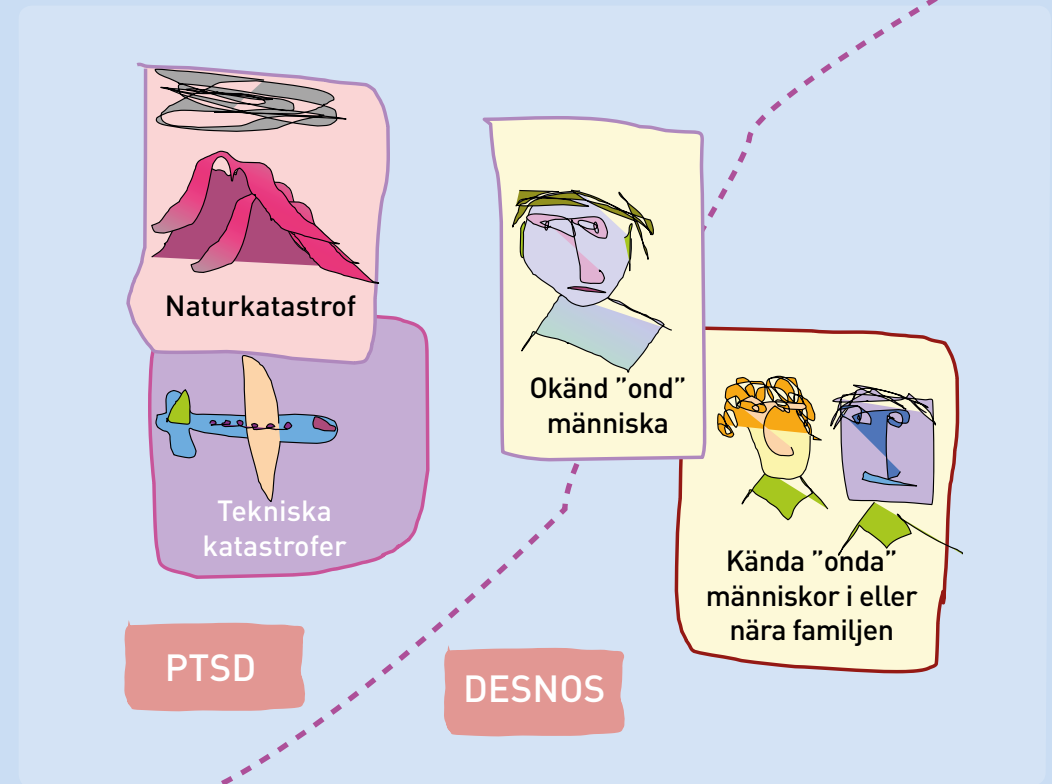 Naturkatastrof
Tekniska
katastrofer
Okänd ”ond”
människa
Kända ”onda”
människor i eller
nära familjen
PTSD
DESNOS